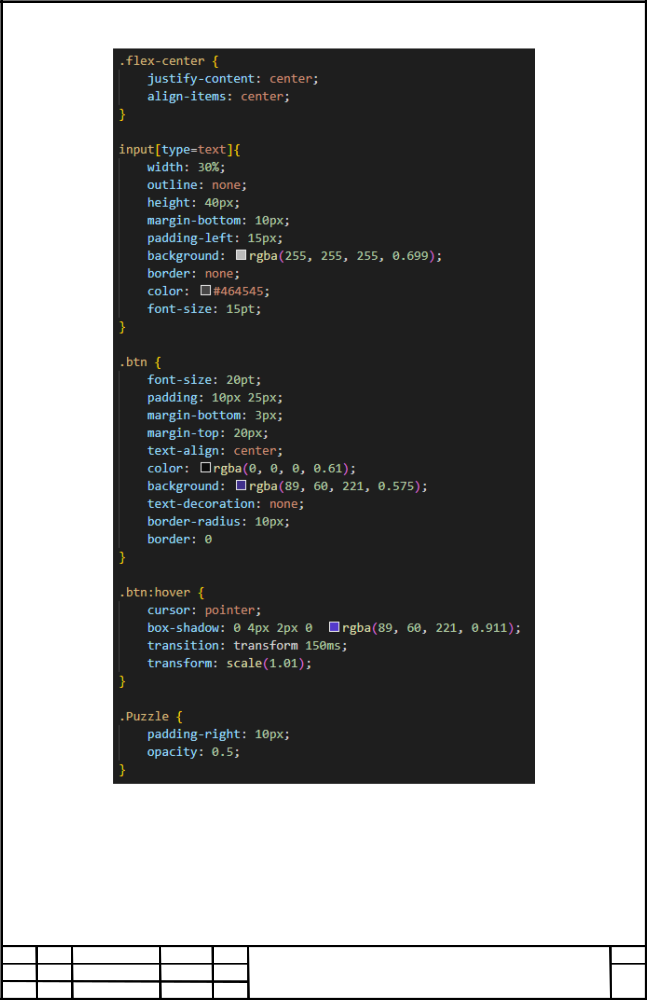 .flex-center {
    justify-content: center;
    align-items: center;
}
input[type=text]{
    width: 30%;
    outline: none;
    height: 40px;
    margin-bottom: 10px;
    padding-left: 15px;
    background: rgba(255, 255, 255, 0.699);
    border: none;
    color: #464545;
    font-size: 15pt;
}
.btn {
    font-size: 20pt;
    padding: 10px 25px;
    margin-bottom: 3px;
    margin-top: 20px;
    text-align: center;
    color: rgba(0, 0, 0, 0.61);
    background: rgba(89, 60, 221, 0.575);
    text-decoration: none;
    border-radius: 10px;
    border: 0
}
.btn:hover {
    cursor: pointer;
    box-shadow: 0 4px 2px 0  rgba(89, 60, 221, 0.911);
    transition: transform 150ms;
    transform: scale(1.01);
}
.Puzzle {
    padding-right: 10px;
    opacity: 0.5;
}